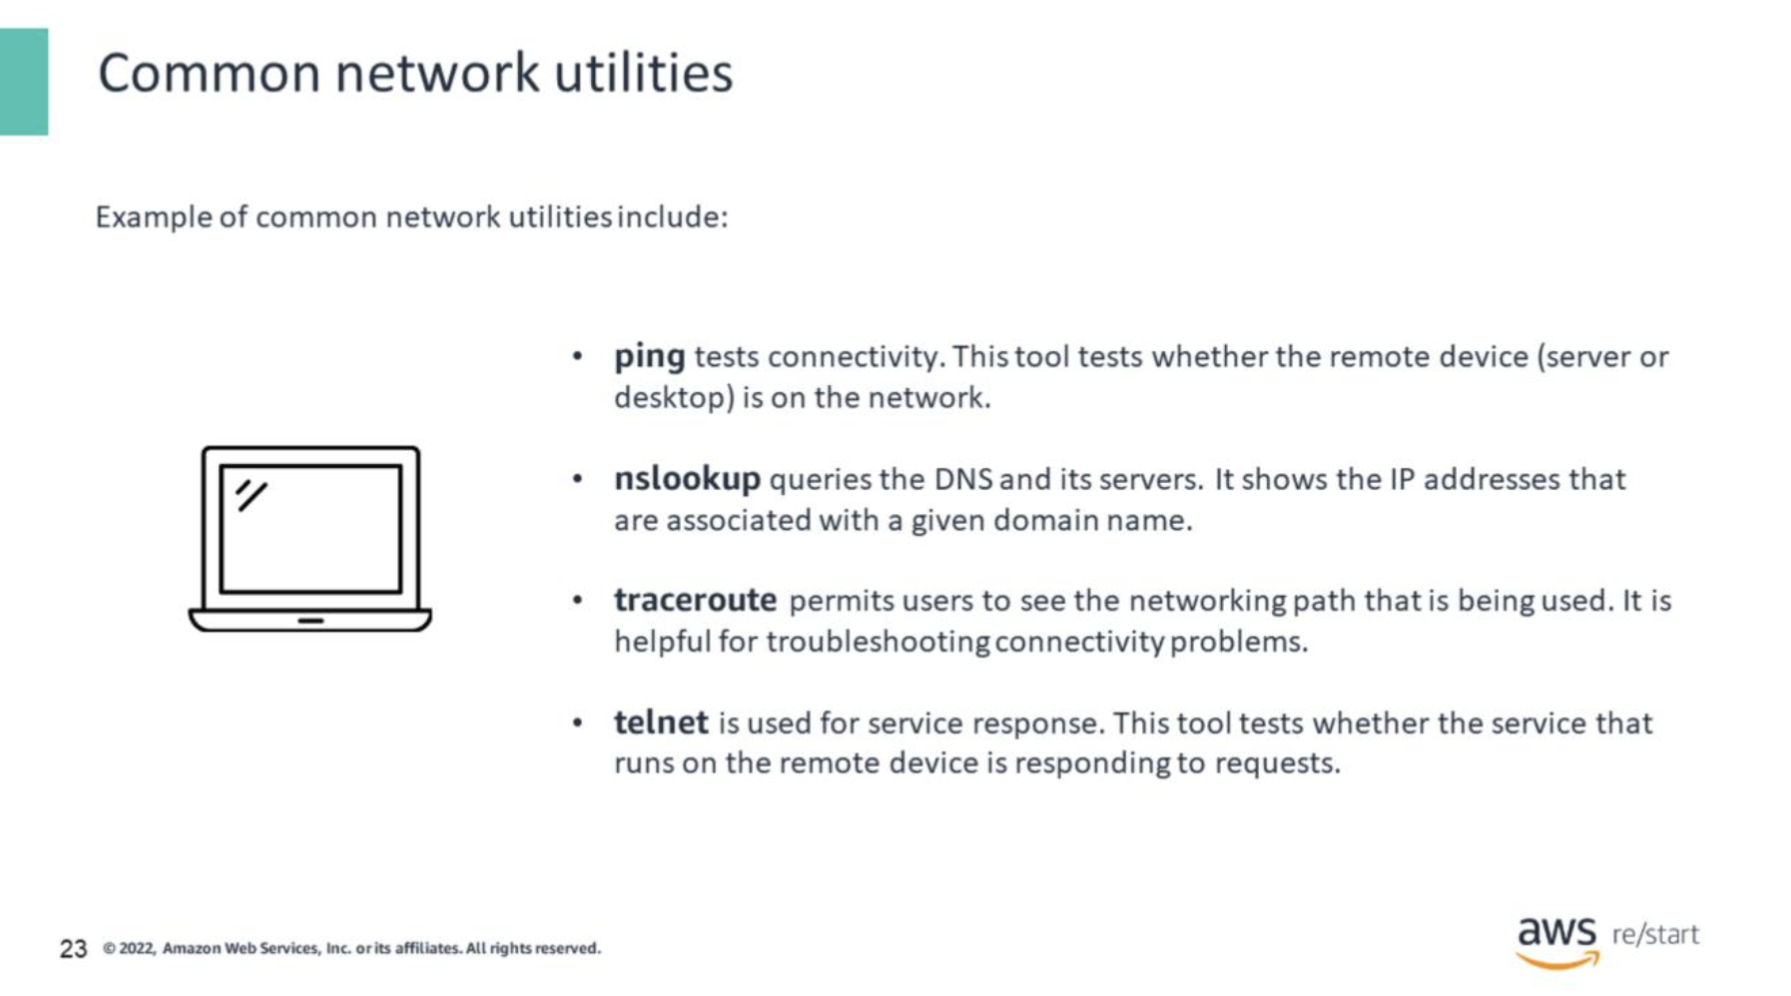 Common network utilities
Example of common network utilities include:
• ping tests connectivity. This tool tests whether the remote device (server or
desktop) is on the network.
• nslookup queries the DNS and its servers. It shows the IP addresses that
are associated with a given domain name.
• traceroute permits users to see the networking path that is being used. It is
helpful for troubleshooting connectivity problems.
• telnet is used for service response. This tool tests whether the service that
runs on the remote device is responding to requests.
23 © 2022, Amazon Web Services, Inc. or its affiliates. All rights reserved.
aws re/start